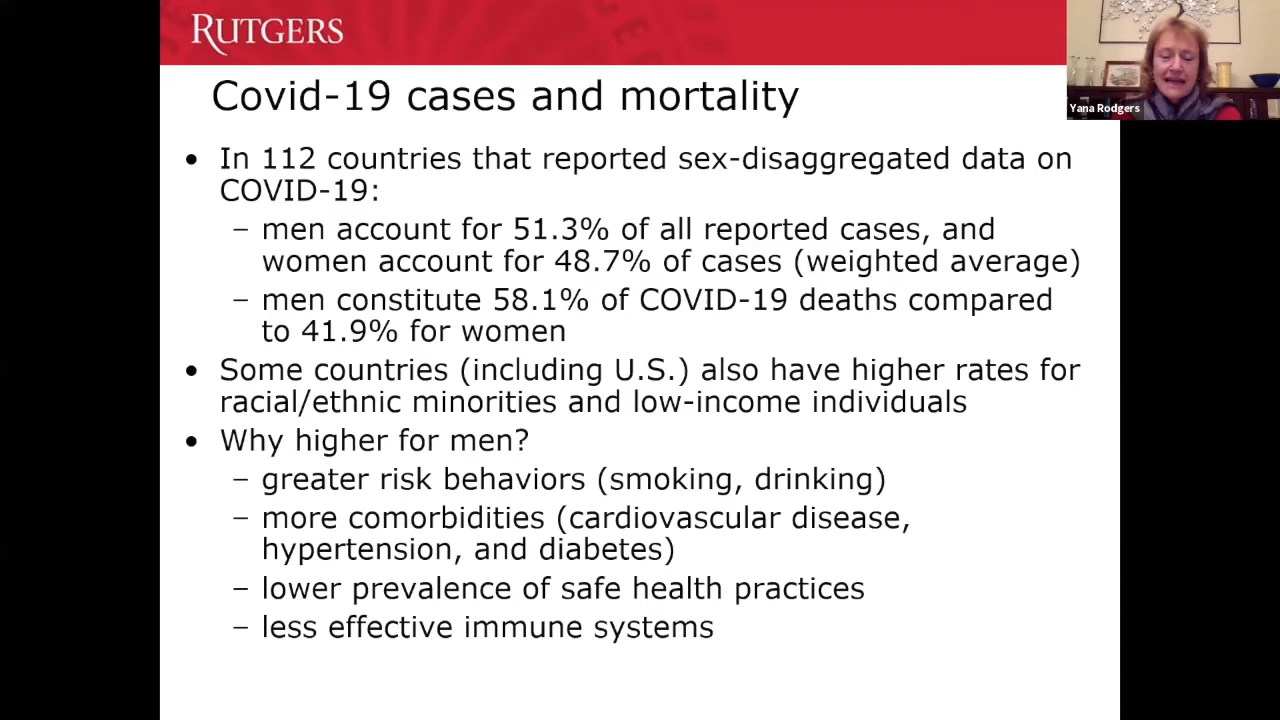 RUTGERS
Yana Rodgers
Covid-19 cases and mortality
• In 112 countries that reported sex-disaggregated data on
COVID-19:
– men account for 51.3% of all reported cases, and
women account for 48.7% of cases (weighted average)
– men constitute 58.1% of COVID-19 deaths compared
to 41.9% for women
• Some countries (including U.S.) also have higher rates for
racial/ethnic minorities and low-income individuals
• Why higher for men?
– greater risk behaviors (smoking, drinking)
– more comorbidities (cardiovascular disease,
hypertension, and diabetes)
– lower prevalence of safe health practices
– less effective immune systems